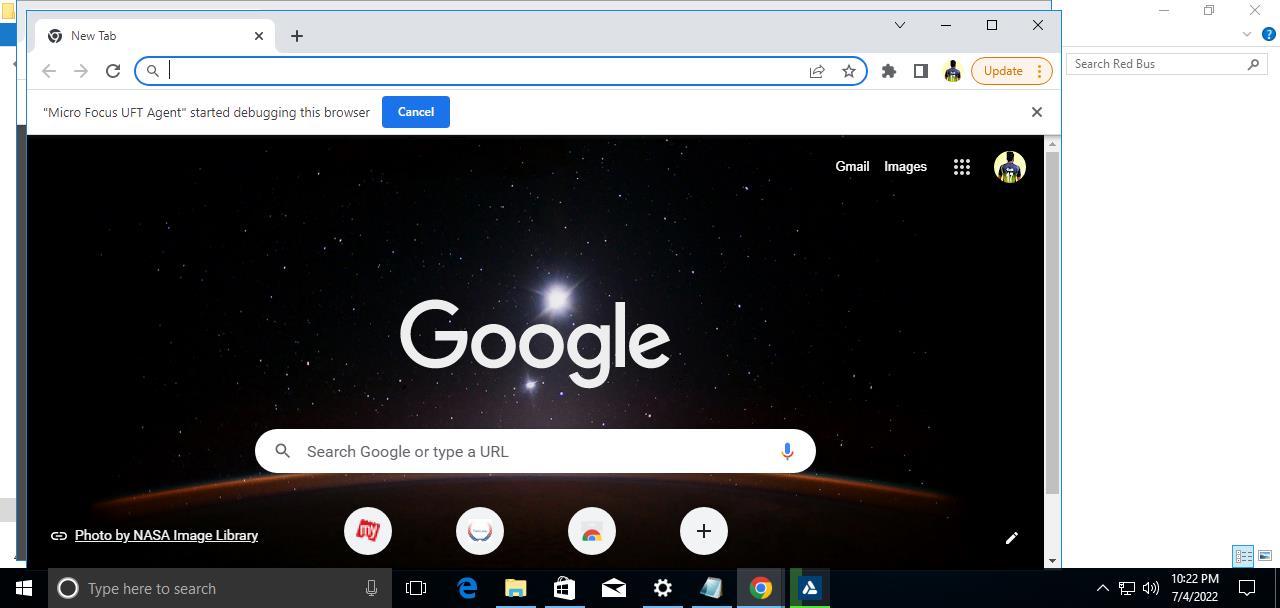 New Tab
Update
Search Red Bus
"Micro Focus UFT Agent" started debugging this browser
Cancel
Gmail
Images
Google
Search Google or type a URL
my
Photo by NASA Image Library
Type here to search
10:22 PM
7/4/2022